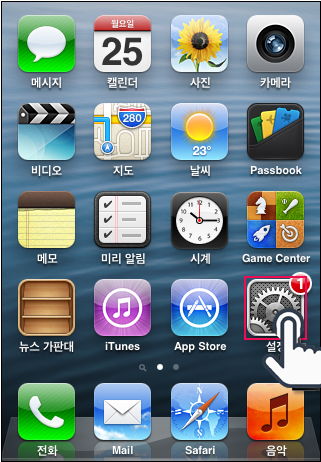 월요일
25
메시지
캘린더
사진
카메라
280
23°
비디오
지도
날씨
Passbook
메모
미리 알림
시계
Game Center
1
뉴스 가판대
iTunes
App Store
설정
전화
Mail
Safari
음악